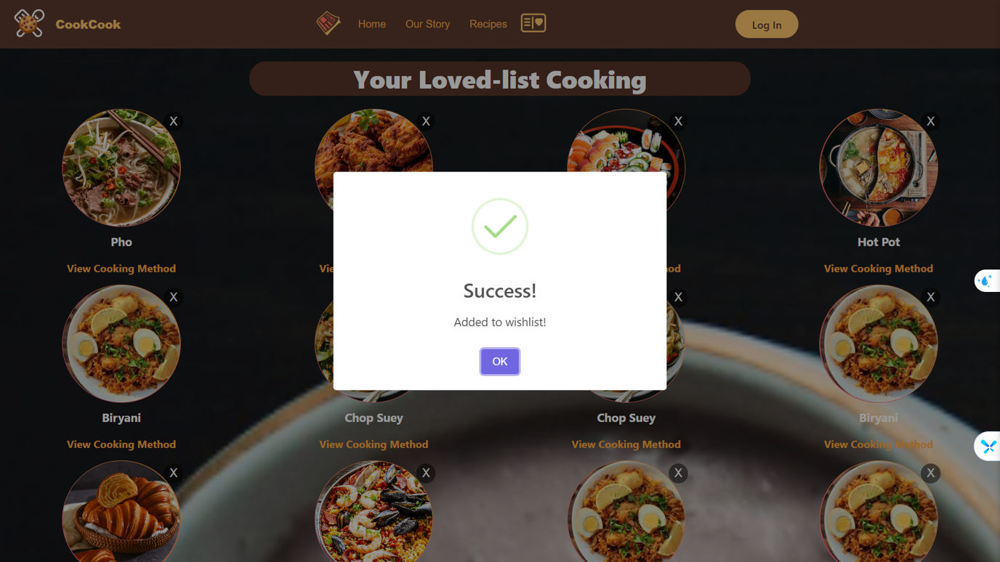 CookCook
Home
Our Story
Recipes
Log In
Your Loved-list Cooking
X
X
X
X
Pho
Hot Pot
View Cooking Method
View Cooking Method
X
X
X
Success!
Added to wishlist!
OK
Biryani
Chop Suey
Chop Suey
Biryani
View Cooking Method
View Cooking Method
View Cooking Method
View Cooking Method
X
X
X
X